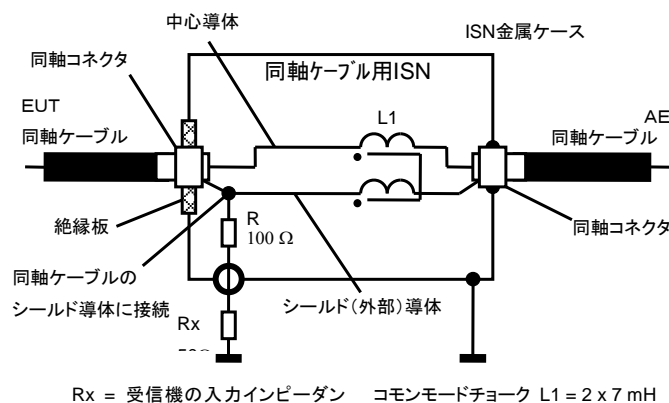 中心導体
ISN金属ケース
同軸コネクタ
同軸ケーブル用ISN
EUT
L1
AE
同軸ケーブル
同軸ケーブル
絶縁板
R
100 Ω
同軸コネクタ
同軸ケーブルの
シールド導体に接続
シールド(外部)導体
Rx
Rx = 受信機の入力インピーダン
コモンモードチョーク L1 = 2 x 7 mH